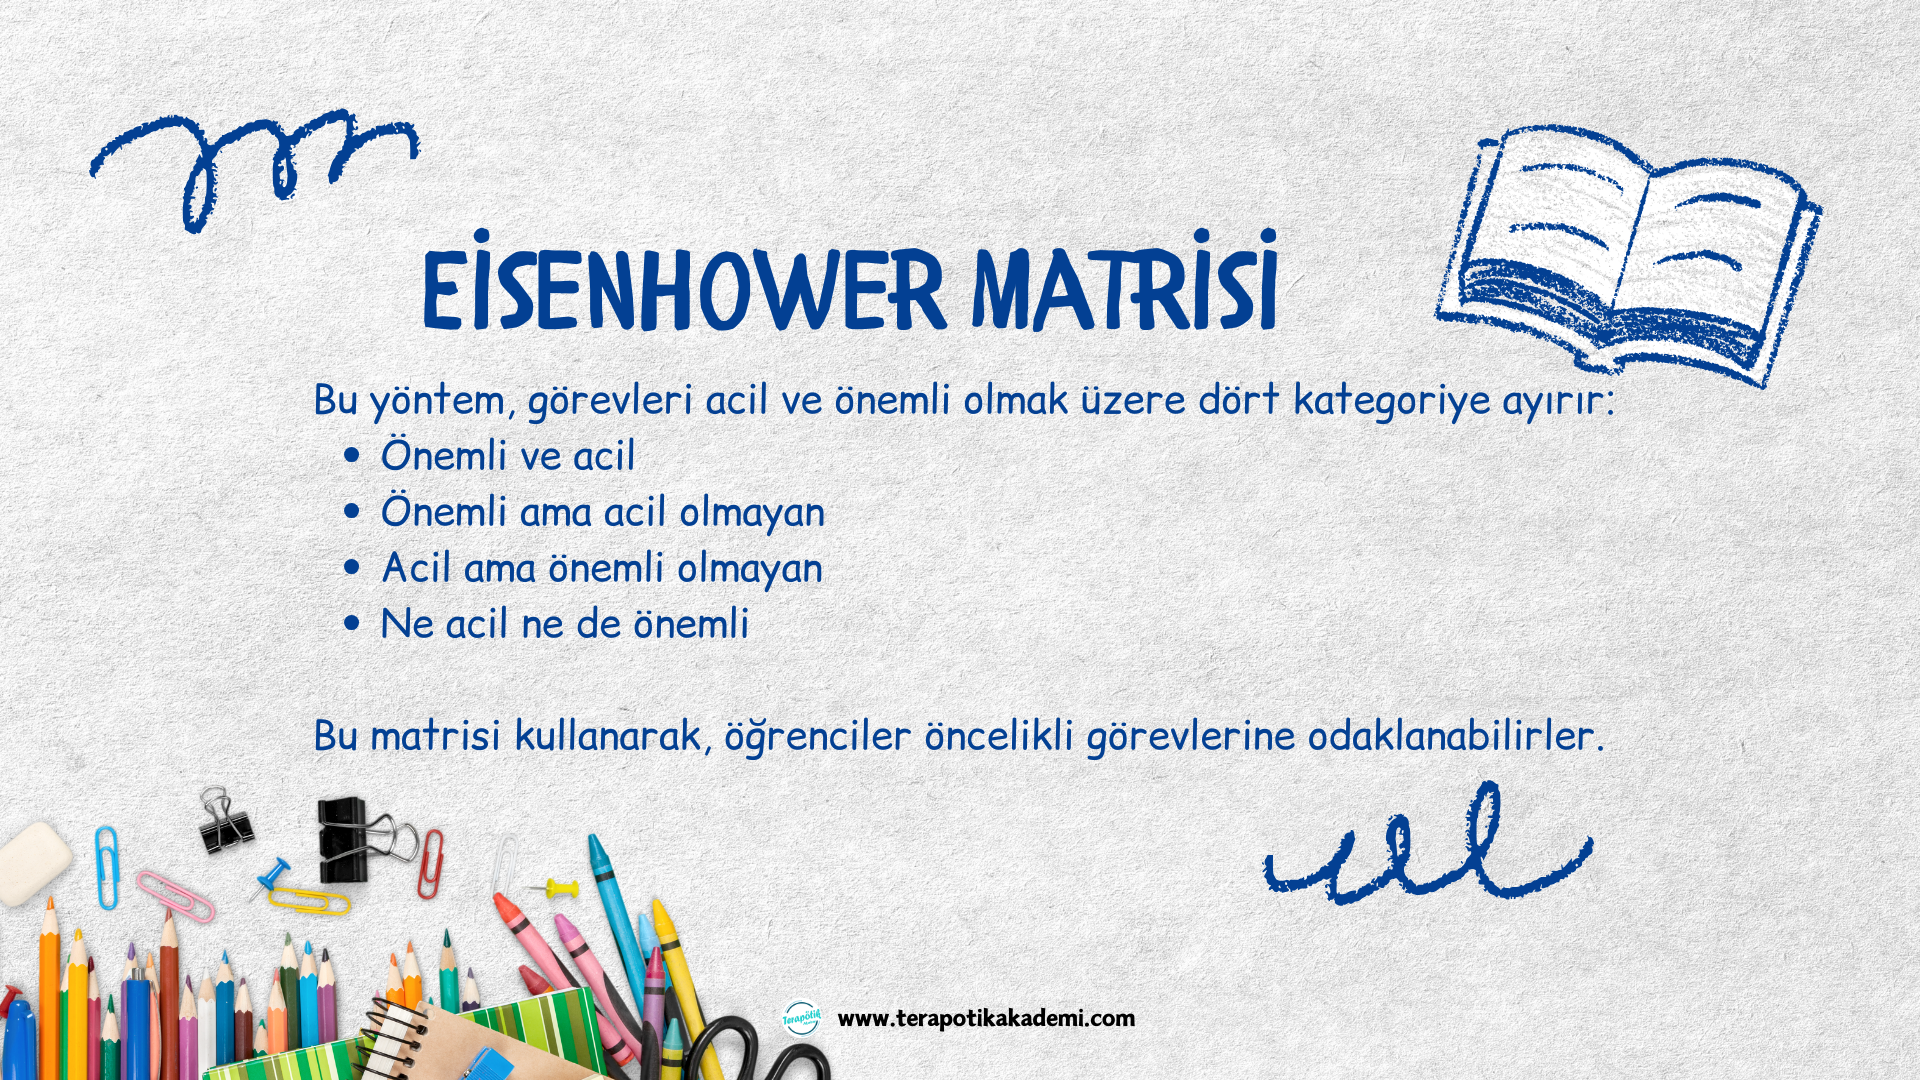 EİSENHOWER MATRİSİ
Bu yöntem, görevleri acil ve önemli olmak üzere dört kategoriye ayırır:
• Önemli ve acil
• Önemli ama acil olmayan
• Acil ama önemli olmayan
• Ne acil ne de önemli
Bu matrisi kullanarak, öğrenciler öncelikli görevlerine odaklanabilirler.
Terapötik
www.terapotikakademi.com